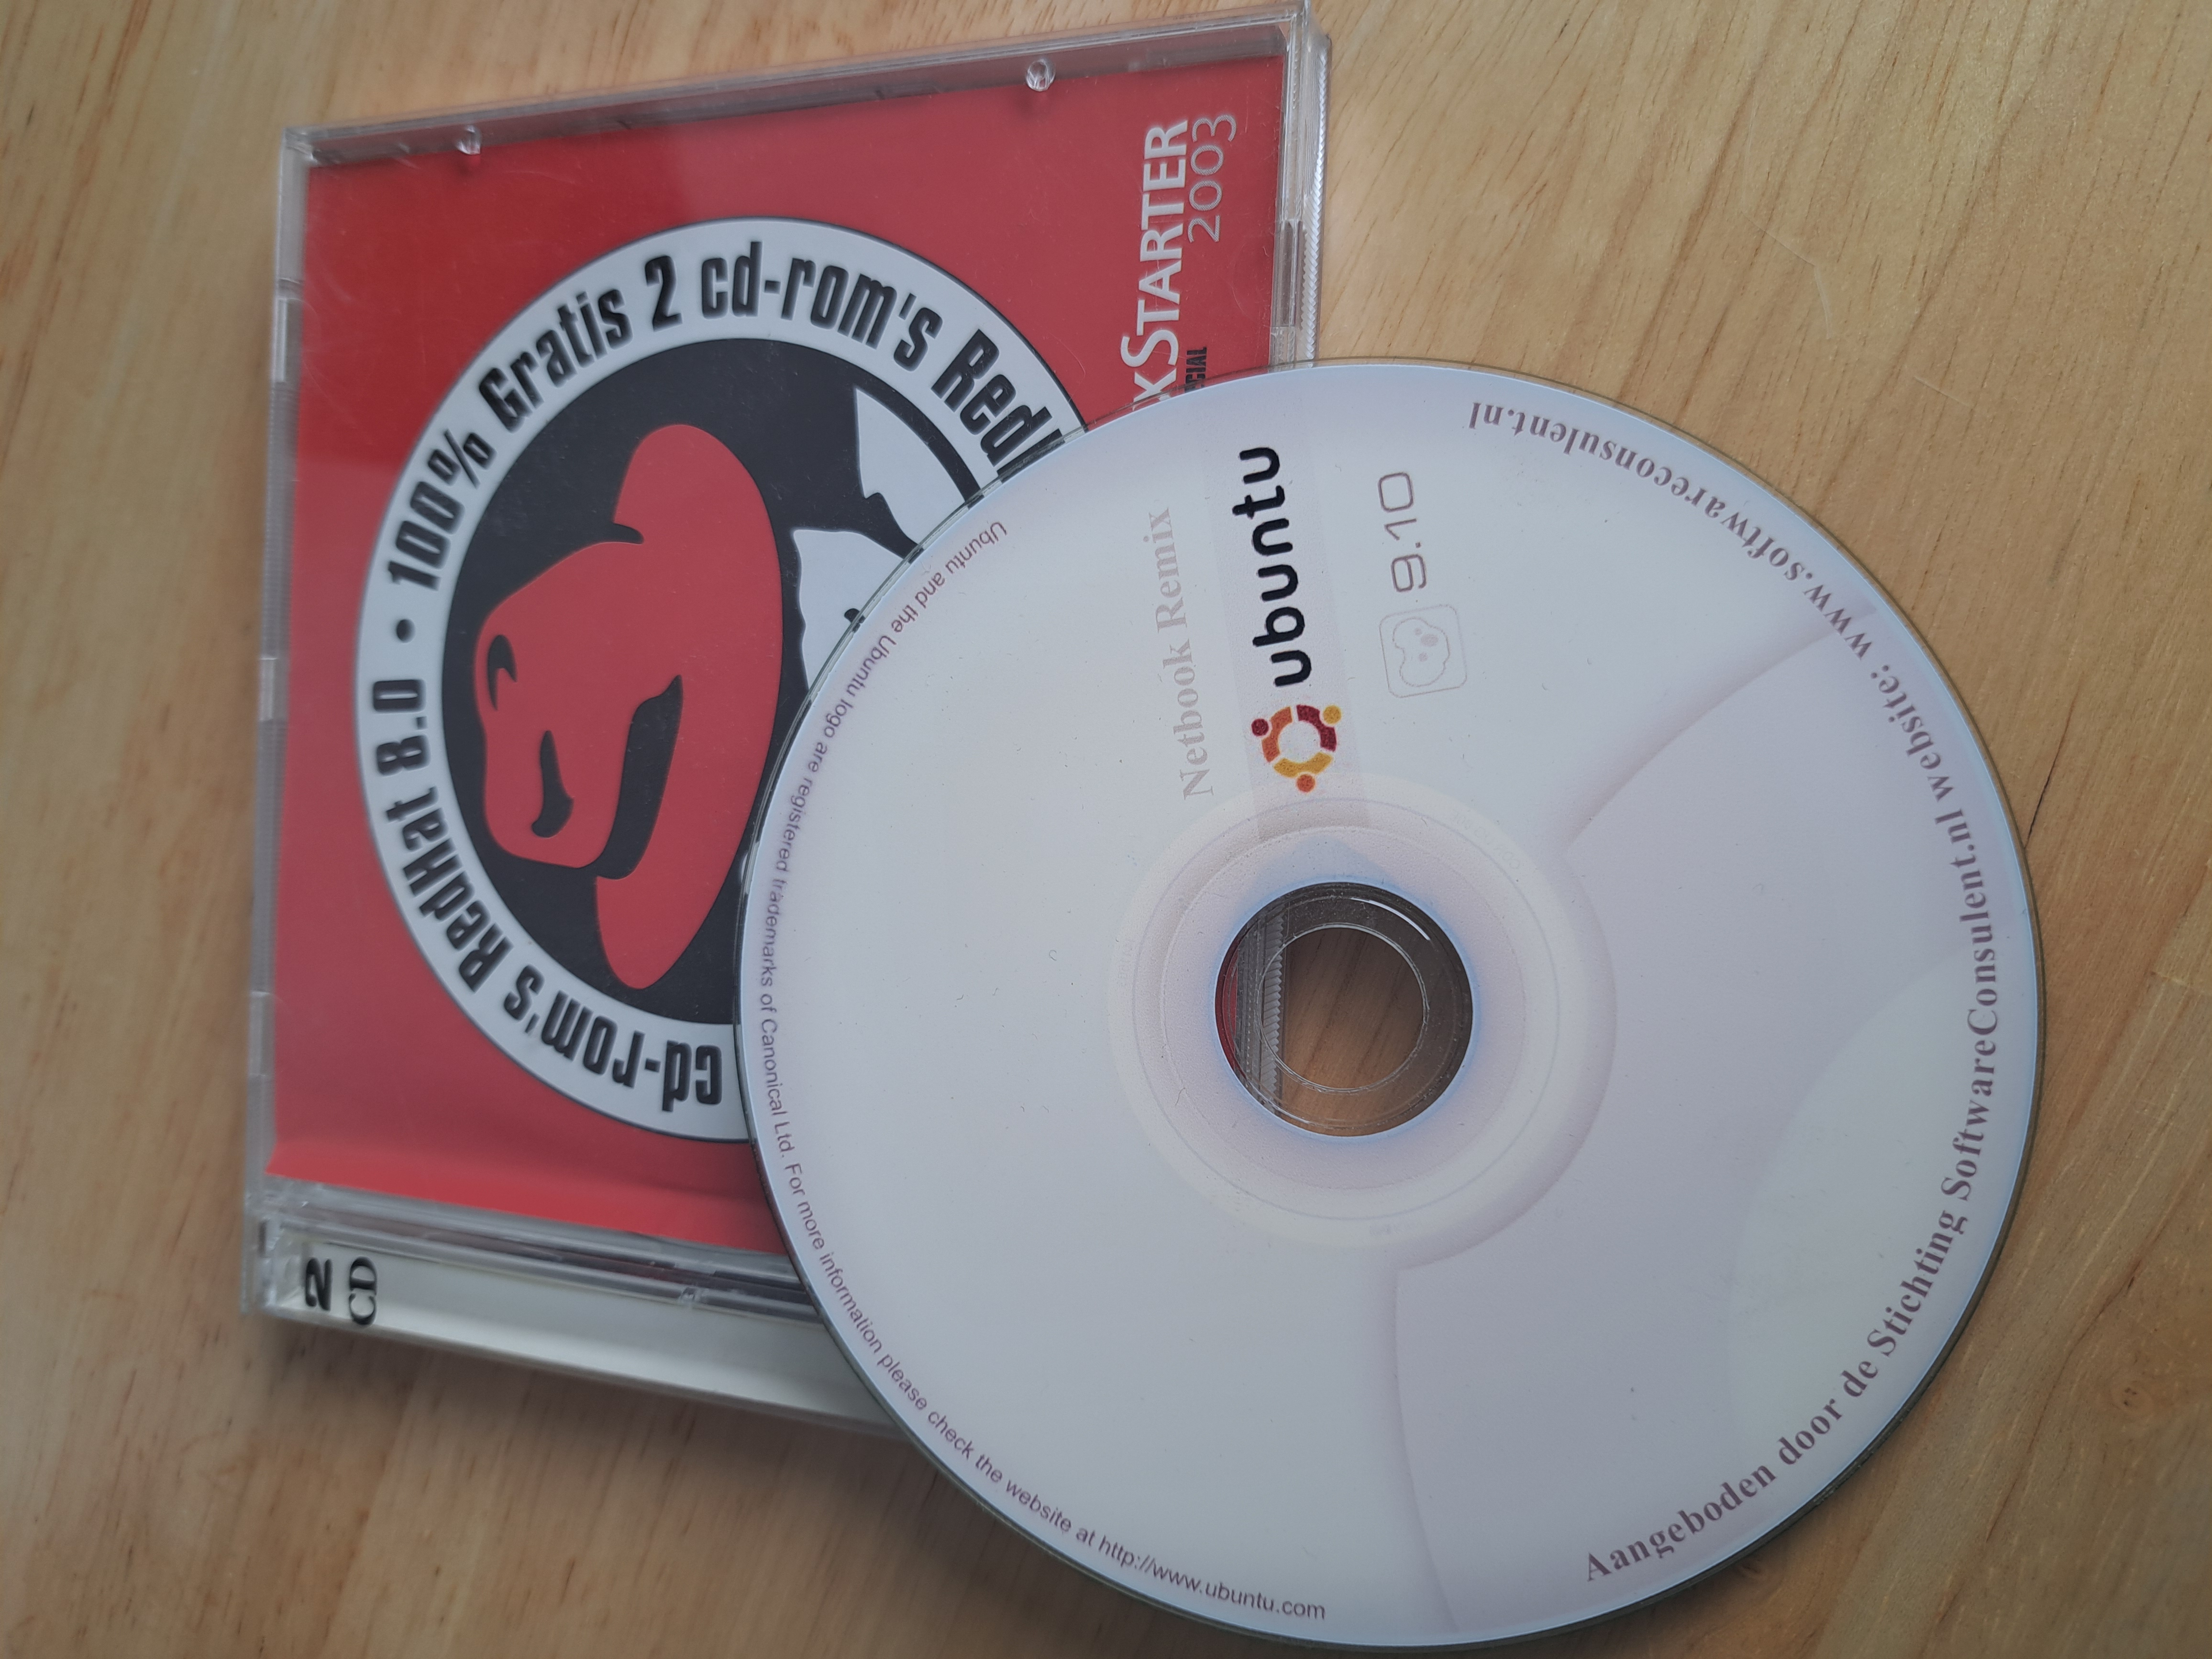 2
CD
cd-rom's RedHat 8.0 • 100% Gratis 2 cd-rom's Red
xSTARTER
CIAL
2003
Ubuntu and the Ubuntu logo are registered trademarks of Canonical Ltd. For more information please check the website at http://www.ubuntu.com
Netbook Remix
ubuntu
9.10
Aangeboden door de Stichting SoftwareConsulent.nl website: www.softwareconsulent.nl